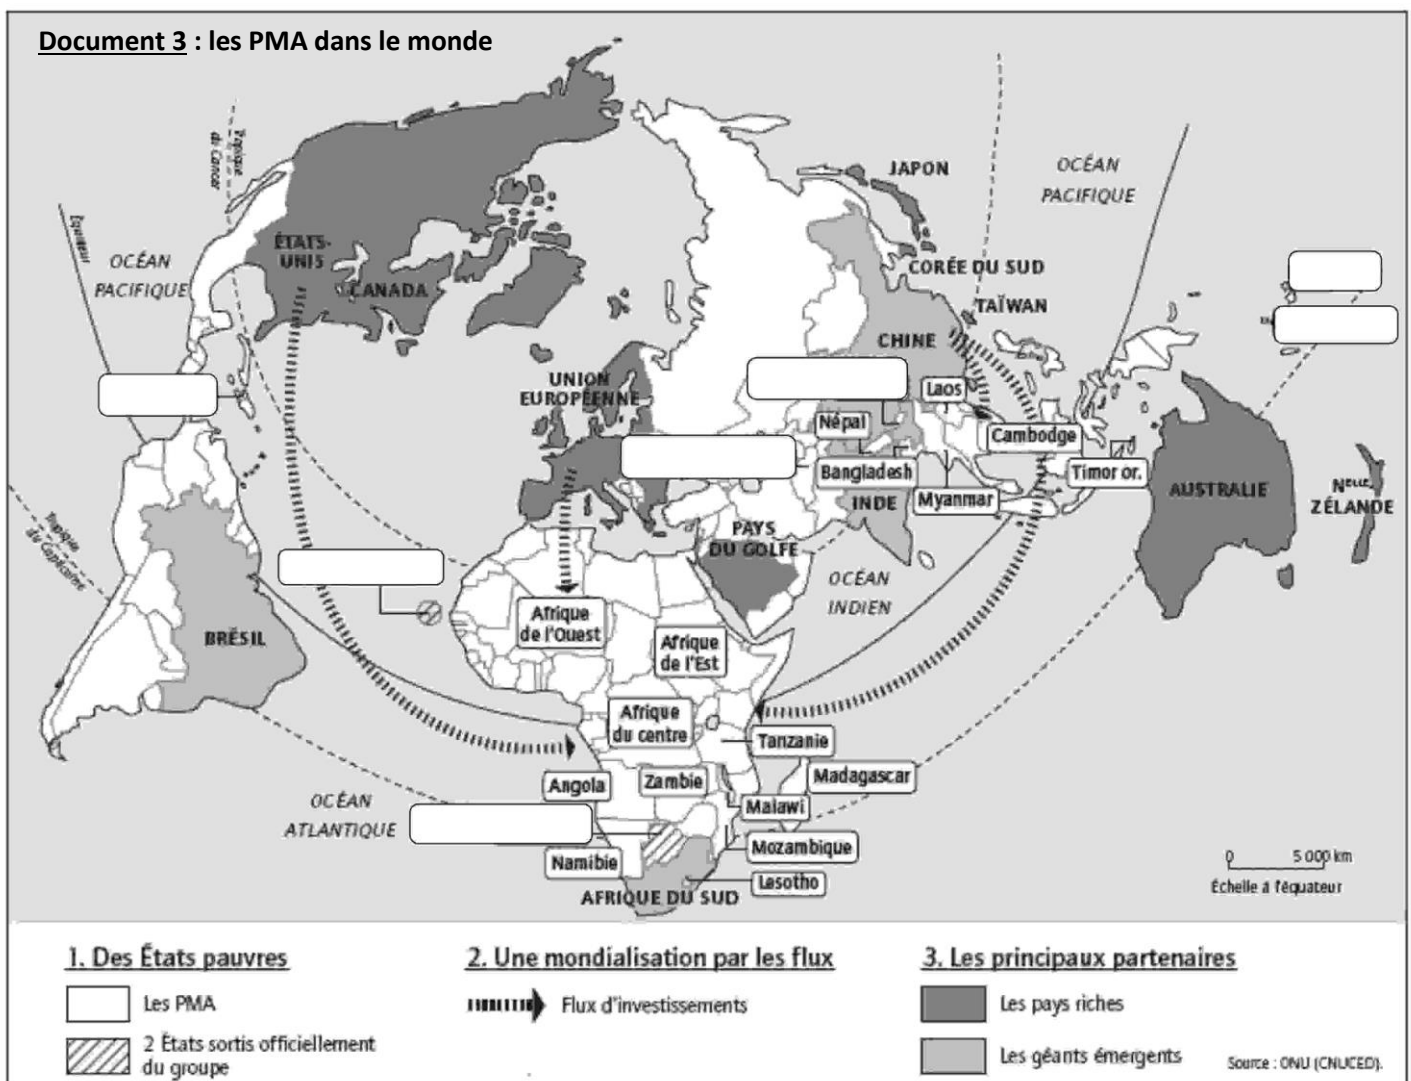 Document 3 : les PMA dans le monde
Tropique
du Cancer
Équateur
OCÉAN
PACIFIQUE
ÉTATS-
UNIS
CANADA
JAPON
OCÉAN
PACIFIQUE
CORÉE DU SUD
TAÏWAN
CHINE
UNION
EUROPÉENNE
Laos
Népal
Cambodge
Bangladesh
Timor or.
Myanmar
INDE
AUSTRALIE
Nelle
ZÉLANDE
PAYS
DU GOLFE
OCÉAN
INDIEN
Tropique
du Capricorne
BRÉSIL
Afrique
de l'Ouest
Afrique
de l'Est
Afrique
du centre
Tanzanie
Angola
Zambie
Madagascar
Malawi
OCÉAN
ATLANTIQUE
Mozambique
Namibie
Lesotho
AFRIQUE DU SUD
0 5 000 km
Échelle à l'équateur
1. Des États pauvres
Les PMA
2 États sortis officiellement
du groupe
2. Une mondialisation par les flux
Flux d'investissements
3. Les principaux partenaires
Les pays riches
Les géants émergents
Source : ONU (CNUCED).